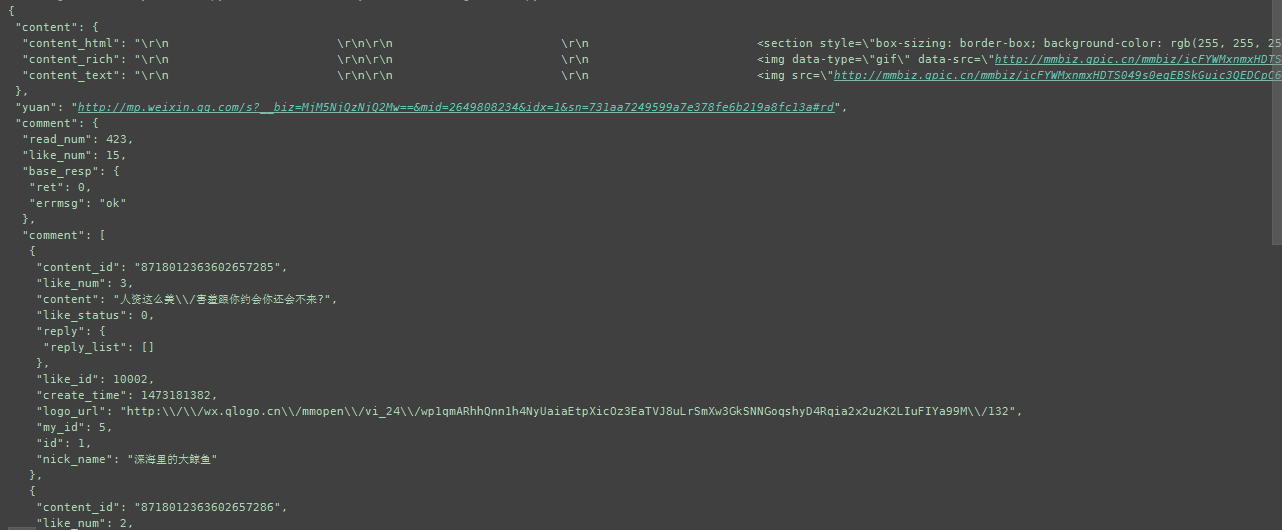 {
"content": {
"content_html": "\r\n \r\n\r\n \r\n <section style=\"box-sizing: border-box; background-color: rgb(255, 255, 25
"content_rich": "\r\n \r\n\r\n \r\n <img data-type=\"gif\" data-src=\"http://mmbiz.qpic.cn/mmbiz/icFYWMxnmxHDTS
"content_text": "\r\n \r\n\r\n \r\n <img src=\"http://mmbiz.qpic.cn/mmbiz/icFYWMxnmxHDTS049s0eqEBSkGuic3QEDCpC6
},
"yuan": "http://mp.weixin.qq.com/s?__biz=MjM5NjQzNjQ2Mw==&mid=2649808234&idx=1&sn=731aa7249599a7e378fe6b219a8fc13a#rd",
"comment": {
"read_num": 423,
"like_num": 15,
"base_resp": {
"ret": 0,
"errmsg": "ok"
},
"comment": [
{
"content_id": "8718012363602657285",
"like_num": 3,
"content": "人资这么美\\/害羞跟你约会你还会不来?",
"like_status": 0,
"reply": {
"reply_list": []
},
"like_id": 10002,
"create_time": 1473181382,
"logo_url": "http:\\/\\/wx.qlogo.cn\\/mmopen\\/vi_24\\/wp1qmARhhQnn1h4NyUaiaEtpXicOz3EaTVJ8uLrSmXw3GkSNNGoqshyD4Rqia2x2u2K2LIuFIYa99M\\/132",
"my_id": 5,
"id": 1,
"nick_name": "深海里的大鲸鱼"
},
{
"content_id": "8718012363602657286",
"like_num": 2,